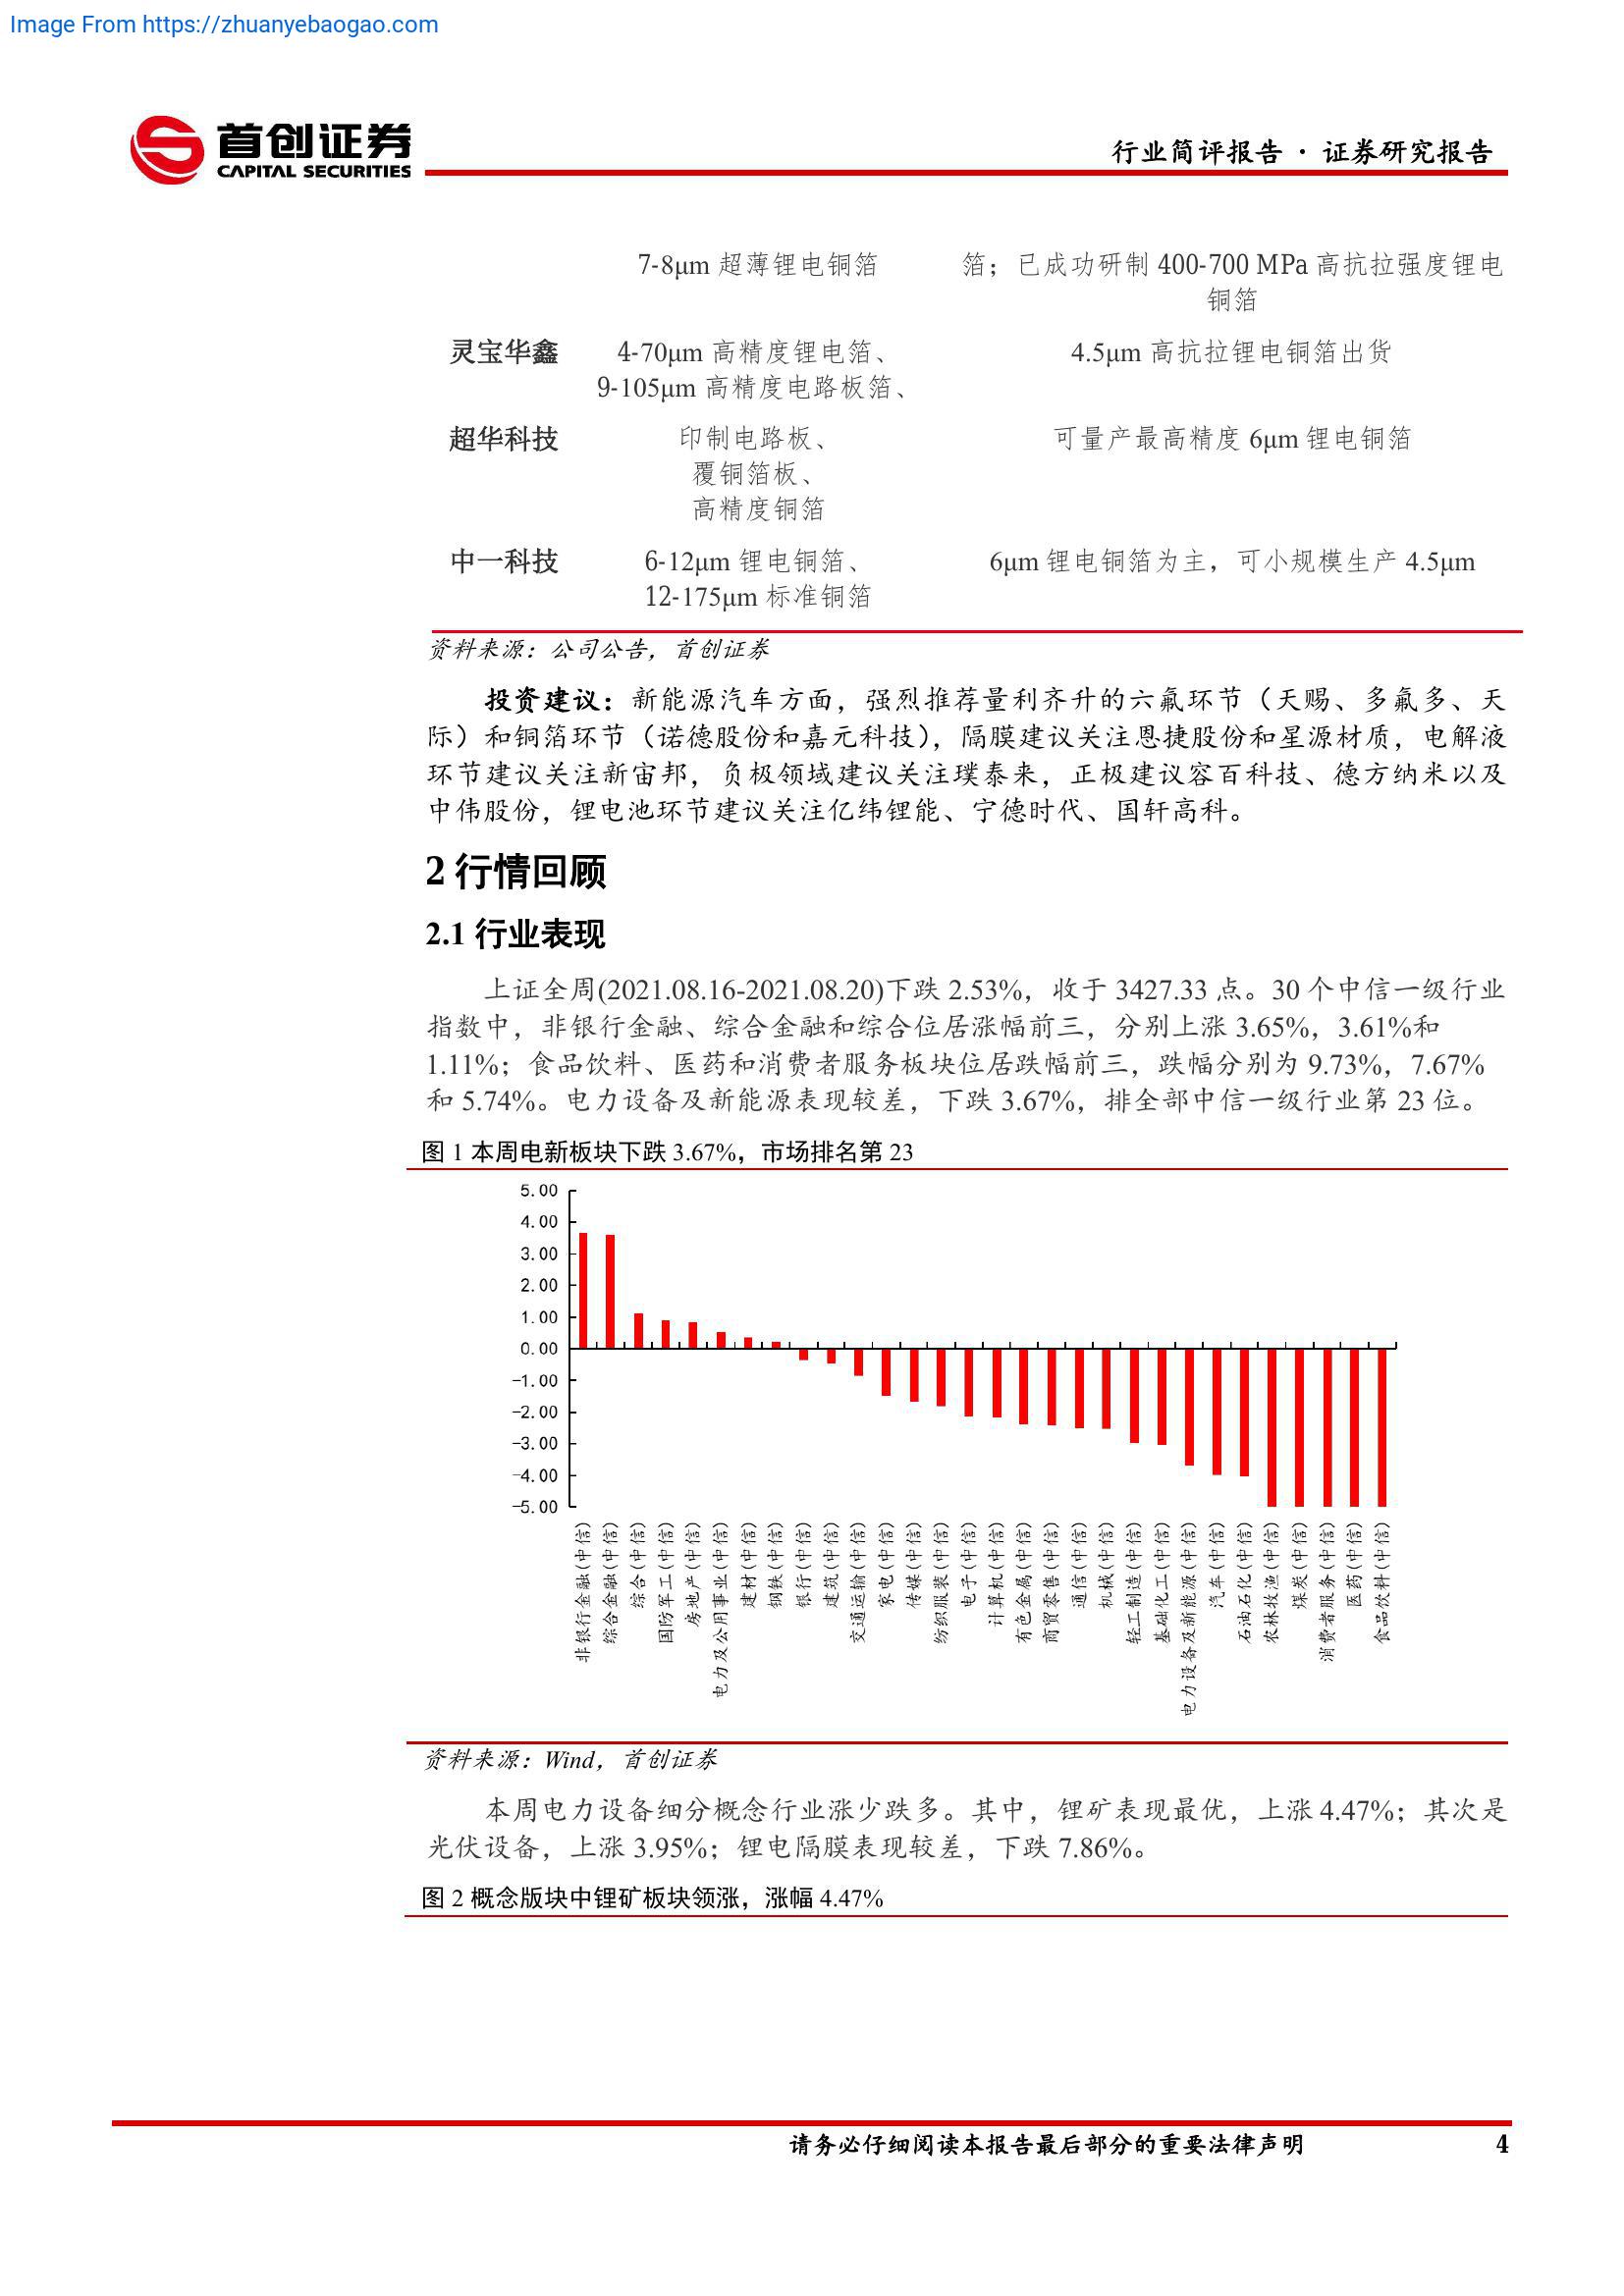 Image From https://zhuanyebaogao.com
首创证券
CAPITAL SECURITIES
行业简评报告 · 证券研究报告
7-8μm 超薄锂电铜箔 箔；已成功研制 400-700 MPa 高抗拉强度锂电
铜箔
灵宝华鑫 4-70μm 高精度锂电箔、 4.5μm 高抗拉锂电铜箔出货
9-105μm 高精度电路板箔、
超华科技 印制电路板、 可量产最高精度 6μm 锂电铜箔
覆铜箔板、
高精度铜箔
中一科技 6-12μm 锂电铜箔、 6μm 锂电铜箔为主，可小规模生产 4.5μm
12-175μm 标准铜箔
资料来源：公司公告，首创证券
投资建议：新能源汽车方面，强烈推荐量利齐升的六氟环节（天赐、多氟多、天
际）和铜箔环节（诺德股份和嘉元科技），隔膜建议关注恩捷股份和星源材质，电解液
环节建议关注新宙邦，负极领域建议关注璞泰来，正极建议容百科技、德方纳米以及
中伟股份，锂电池环节建议关注亿纬锂能、宁德时代、国轩高科。
2 行情回顾
2.1 行业表现
上证全周(2021.08.16-2021.08.20)下跌 2.53%，收于 3427.33 点。30 个中信一级行业
指数中，非银行金融、综合金融和综合位居涨幅前三，分别上涨 3.65%，3.61%和
1.11%；食品饮料、医药和消费者服务板块位居跌幅前三，跌幅分别为 9.73%，7.67%
和 5.74%。电力设备及新能源表现较差，下跌 3.67%，排全部中信一级行业第 23 位。
图 1 本周电新板块下跌 3.67%，市场排名第 23
5.00
4.00
3.00
2.00
1.00
0.00
-1.00
-2.00
-3.00
-4.00
-5.00
非银行金融(中信)
综合金融(中信)
综合(中信)
国防军工(中信)
房地产(中信)
电力及公用事业(中信)
建材(中信)
钢铁(中信)
银行(中信)
建筑(中信)
交通运输(中信)
家电(中信)
传媒(中信)
纺织服装(中信)
电子(中信)
计算机(中信)
有色金属(中信)
商贸零售(中信)
通信(中信)
机械(中信)
轻工制造(中信)
基础化工(中信)
电力设备及新能源(中信)
汽车(中信)
石油石化(中信)
农林牧渔(中信)
煤炭(中信)
消费者服务(中信)
医药(中信)
食品饮料(中信)
资料来源：Wind，首创证券
本周电力设备细分概念行业涨少跌多。其中，锂矿表现最优，上涨 4.47%；其次是
光伏设备，上涨 3.95%；锂电隔膜表现较差，下跌 7.86%。
图 2 概念版块中锂矿板块领涨，涨幅 4.47%
请务必仔细阅读本报告最后部分的重要法律声明 4